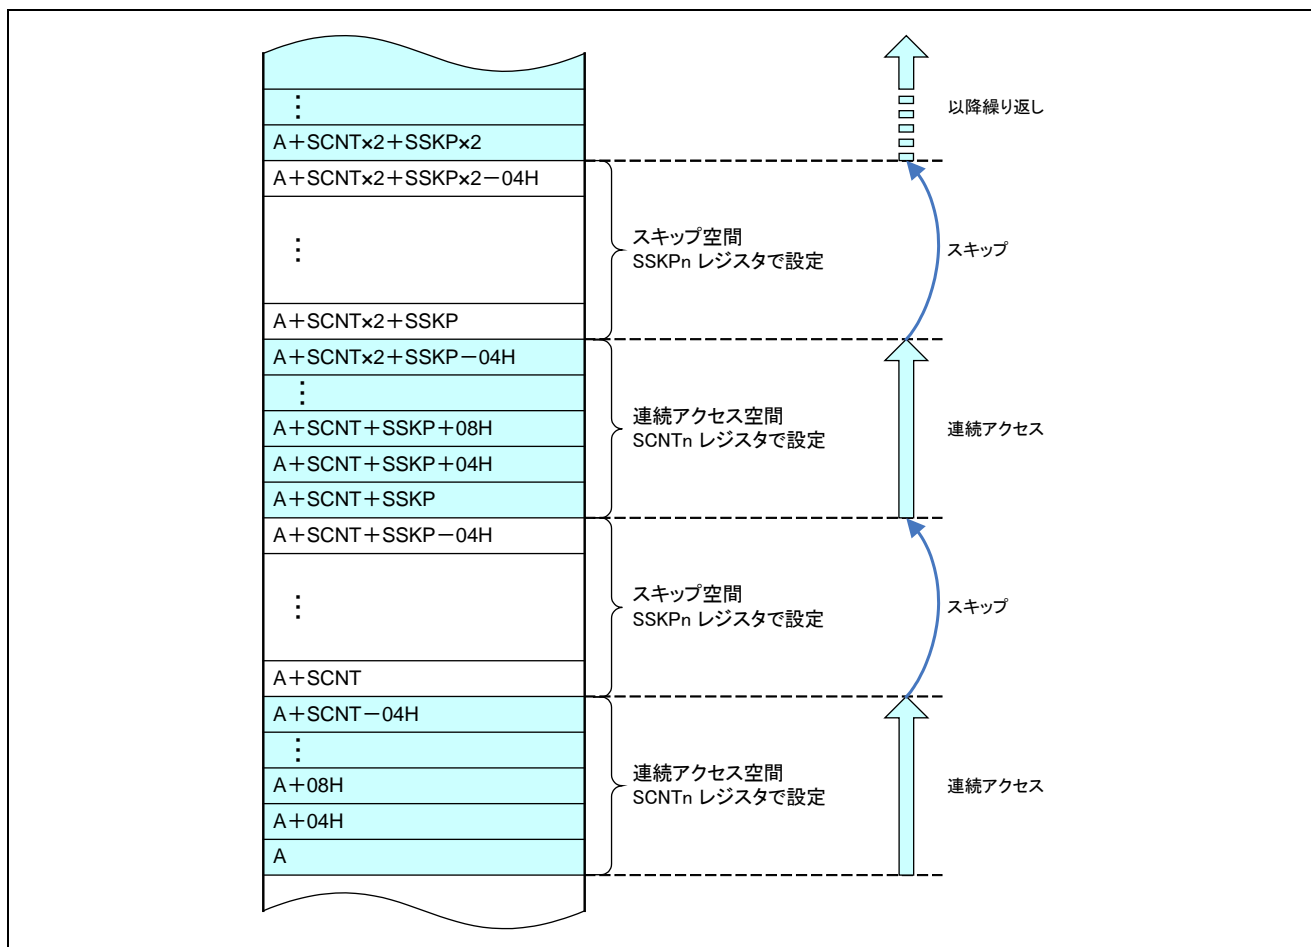 ⋮
以降繰り返し
A+SCNT×2+SSKP×2
A+SCNT×2+SSKP×2-04H
⋮
スキップ空間
SSKPn レジスタで設定
スキップ
A+SCNT×2+SSKP
A+SCNT×2+SSKP-04H
⋮
連続アクセス空間
SCNTn レジスタで設定
連続アクセス
A+SCNT+SSKP+08H
A+SCNT+SSKP+04H
A+SCNT+SSKP
A+SCNT+SSKP-04H
⋮
スキップ空間
SSKPn レジスタで設定
スキップ
A+SCNT
A+SCNT-04H
⋮
連続アクセス空間
SCNTn レジスタで設定
連続アクセス
A+08H
A+04H
A